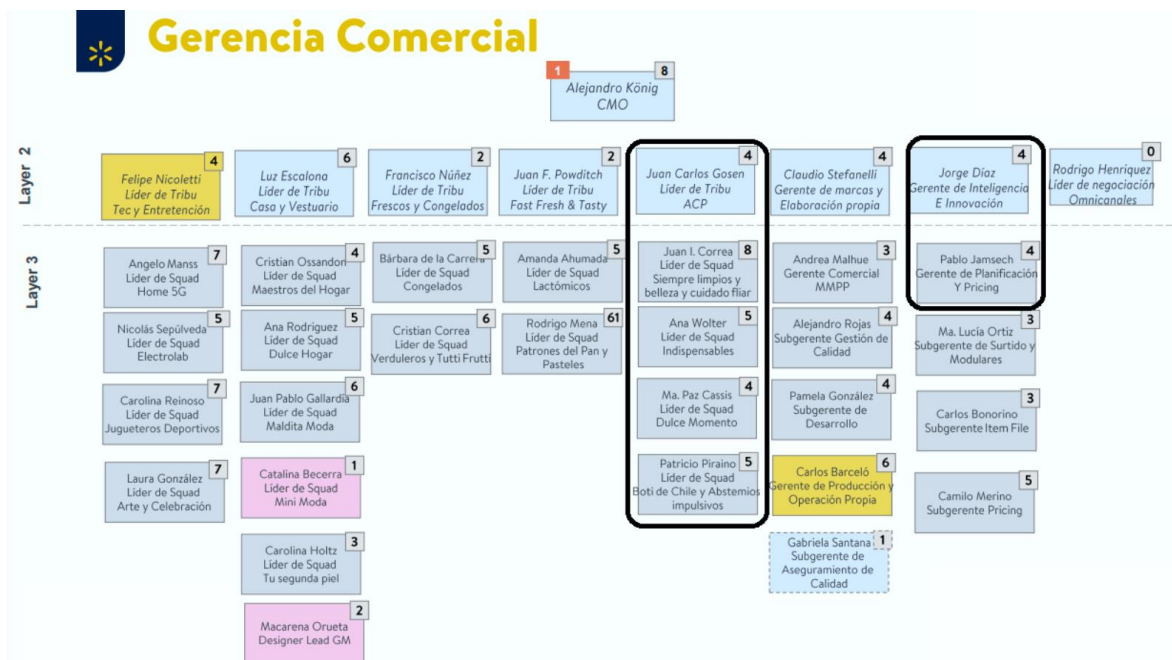 Gerencia Comercial
1
8
Alejandro König
CMO
Layer 2
4
Felipe Nicoletti
Líder de Tribu
Tec y Entretención
6
Luz Escalona
Líder de Tribu
Casa y Vestuario
2
Francisco Núñez
Líder de Tribu
Frescos y Congelados
2
Juan F. Powditch
Líder de Tribu
Fast Fresh & Tasty
4
Juan Carlos Gosen
Líder de Tribu
ACP
4
Claudio Stefanelli
Gerente de marcas y
Elaboración propia
4
Jorge Díaz
Gerente de Inteligencia
E Innovación
0
Rodrigo Henriquez
Líder de negociación
Omnicanales
Layer 3
7
Angelo Manss
Líder de Squad
Home 5G
5
Nicolás Sepúlveda
Líder de Squad
Electrolab
7
Carolina Reinoso
Líder de Squad
Jugueteros Deportivos
7
Laura González
Líder de Squad
Arte y Celebración
4
Cristian Ossandon
Líder de Squad
Maestros del Hogar
5
Ana Rodriguez
Líder de Squad
Dulce Hogar
6
Juan Pablo Gallardia
Líder de Squad
Maldita Moda
1
Catalina Becerra
Líder de Squad
Mini Moda
3
Carolina Holtz
Líder de Squad
Tu segunda piel
2
Macarena Orueta
Designer Lead GM
5
Bárbara de la Carrera
Líder de Squad
Congelados
6
Cristian Correa
Líder de Squad
Verduleros y Tutti Frutti
5
Amanda Ahumada
Líder de Squad
Lactómicos
61
Rodrigo Mena
Líder de Squad
Patrones del Pan y
Pasteles
8
Juan I. Correa
Líder de Squad
Siempre limpios y
belleza y cuidado fliar
5
Ana Wolter
Líder de Squad
Indispensables
4
Ma. Paz Cassis
Líder de Squad
Dulce Momento
5
Patricio Piraino
Líder de Squad
Boti de Chile y Abstemios
impulsivos
3
Andrea Malhue
Gerente Comercial
MMPP
4
Alejandro Rojas
Subgerente Gestión de
Calidad
4
Pamela González
Subgerente de
Desarrollo
6
Carlos Barceló
Gerente de Producción y
Operación Propia
1
Gabriela Santana
Subgerente de
Aseguramiento de
Calidad
4
Pablo Jamsech
Gerente de Planificación
Y Pricing
3
Ma. Lucía Ortiz
Subgerente de Surtido y
Modulares
3
Carlos Bonorino
Subgerente Item File
5
Camilo Merino
Subgerente Pricing